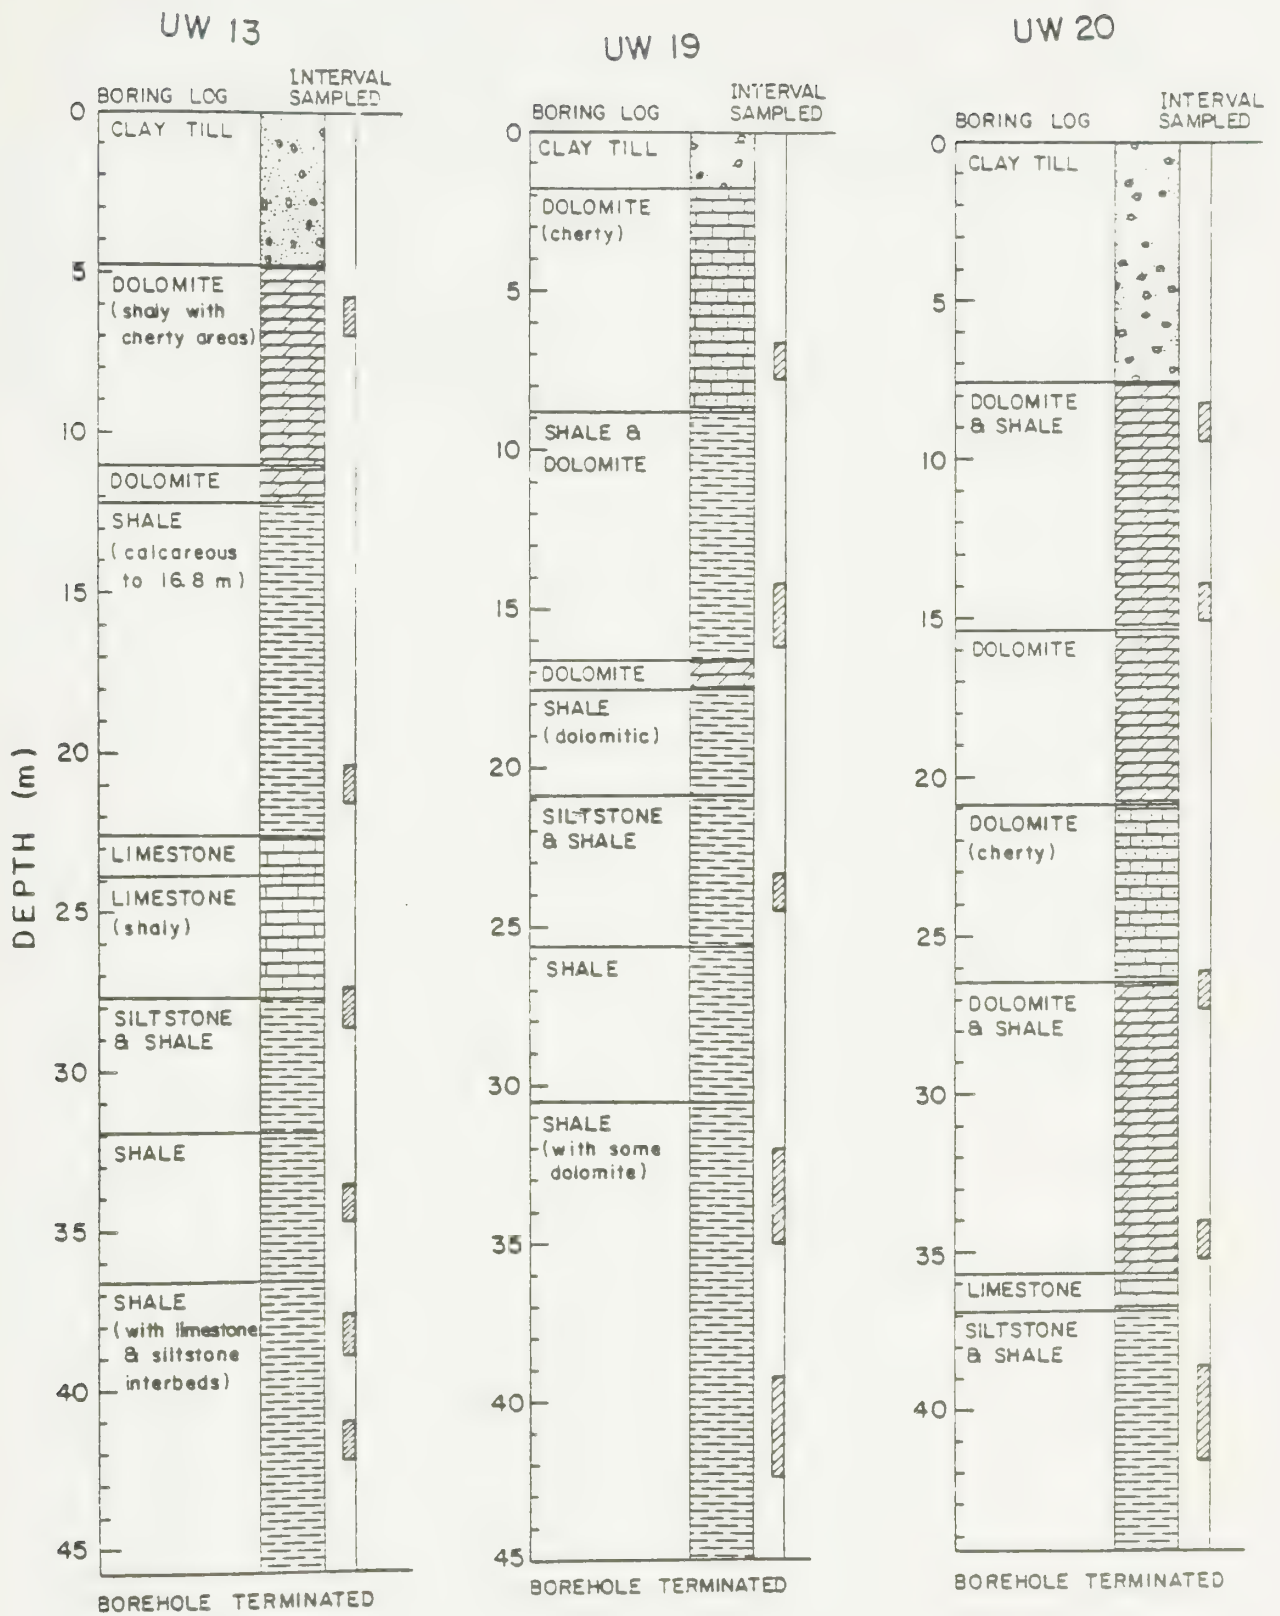 UW 13
BORING LOG
INTERVAL
SAMPLED
0
CLAY TILL
5
DOLOMITE
(shaly with
cherty areas)
10
DOLOMITE
SHALE
(calcareous
to 16.8 m)
15
20
LIMESTONE
LIMESTONE
(shaly)
25
SILTSTONE
& SHALE
30
SHALE
35
SHALE
(with limestone
& siltstone
interbeds)
40
45
BOREHOLE TERMINATED
DEPTH (m)
UW 19
BORING LOG
INTERVAL
SAMPLED
0
CLAY TILL
DOLOMITE
(cherty)
5
SHALE &
DOLOMITE
10
15
DOLOMITE
SHALE
(dolomitic)
20
SILTSTONE
& SHALE
25
SHALE
30
SHALE
(with some
dolomite)
35
40
45
BOREHOLE TERMINATED
UW 20
BORING LOG
INTERVAL
SAMPLED
0
CLAY TILL
5
DOLOMITE
& SHALE
10
15
DOLOMITE
20
DOLOMITE
(cherty)
25
DOLOMITE
& SHALE
30
35
LIMESTONE
SILTSTONE
& SHALE
40
BOREHOLE TERMINATED